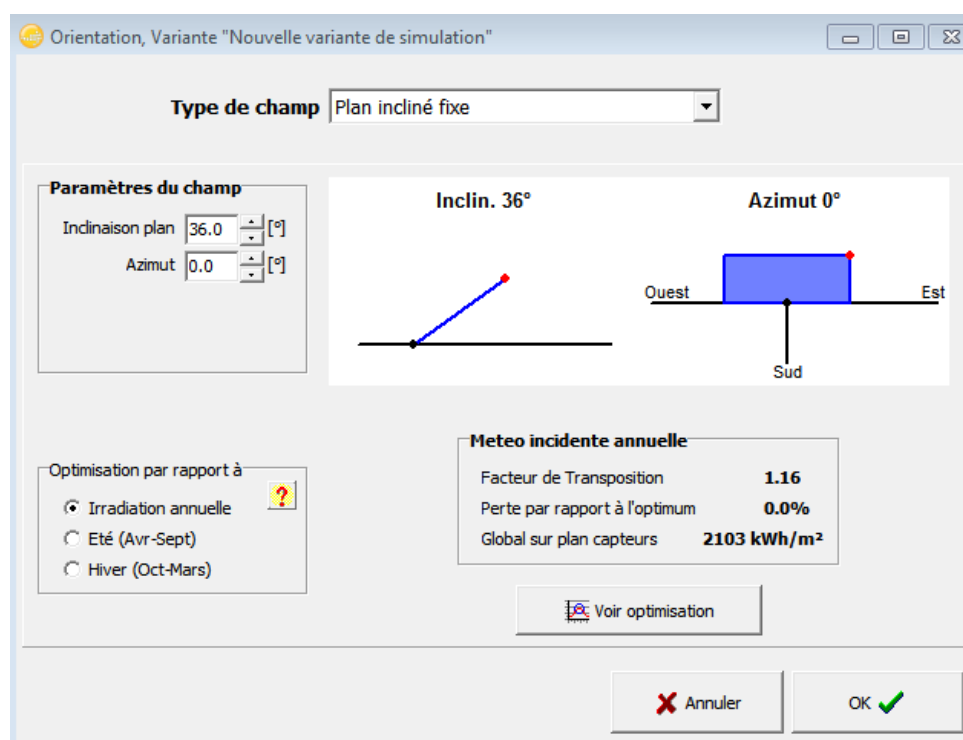 Orientation, Variante "Nouvelle variante de simulation"
Type de champ Plan incliné fixe
Paramètres du champ
Inclinaison plan 36.0 [°]
Azimut 0.0 [°]
Inclin. 36° Azimut 0°
Ouest Est
Sud
Meteo incidente annuelle
Facteur de Transposition 1.16
Perte par rapport à l'optimum 0.0%
Global sur plan capteurs 2103 kWh/m²
Optimisation par rapport à
?
Irradiation annuelle
Eté (Avr-Sept)
Hiver (Oct-Mars)
Voir optimisation
Annuler OK